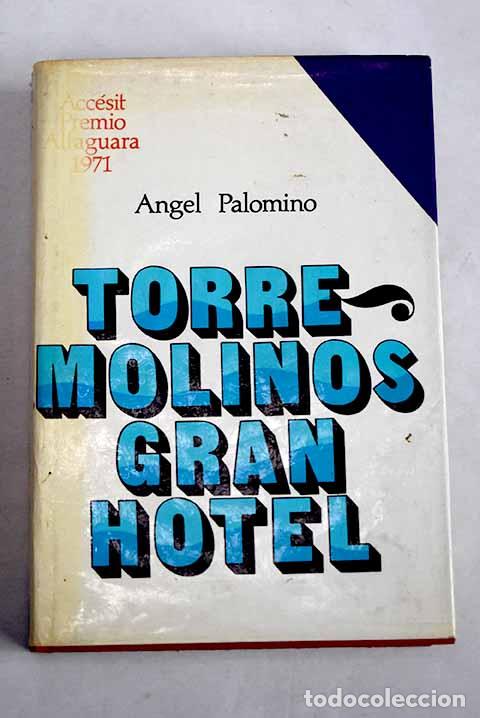 Accésit
Premio
Alfaguara
1971
Angel Palomino
TORRE~
MOLINOS
GRAN
HOTEL
todocoleccion